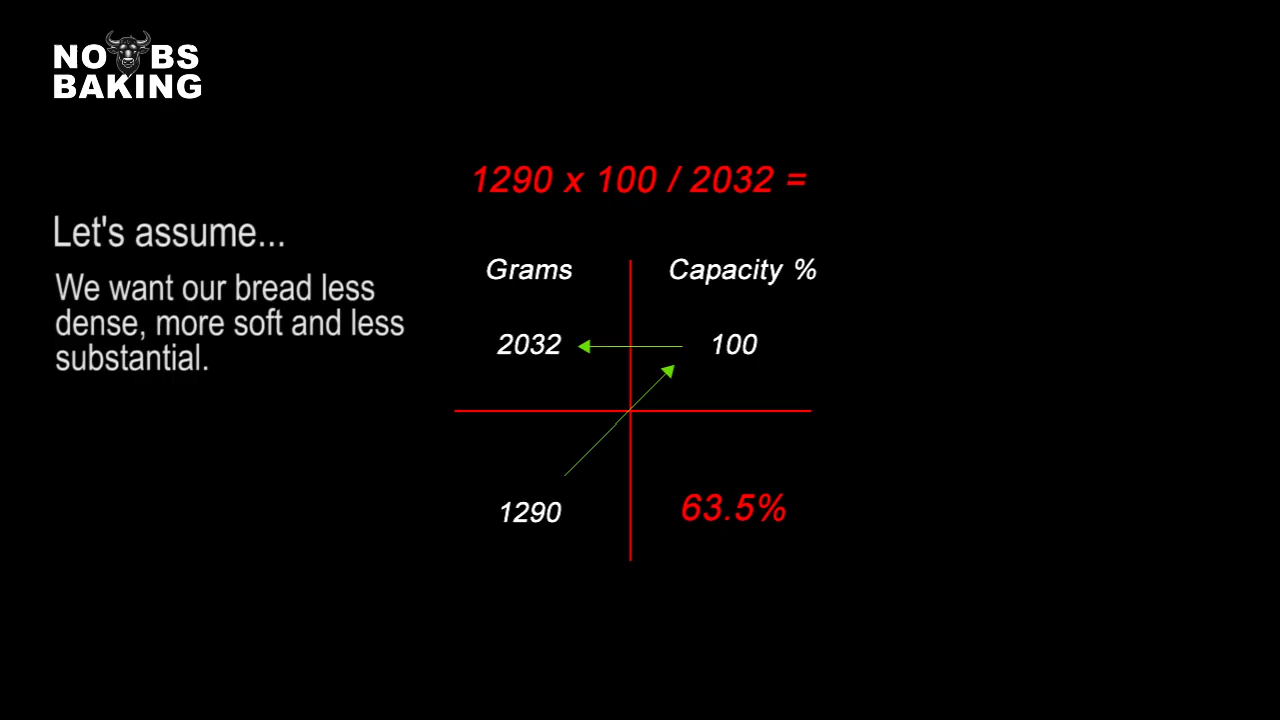 NO BS
BAKING
1290 x 100 / 2032 =
Let's assume...
We want our bread less
dense, more soft and less
substantial.
Grams Capacity %
2032 100
1290 63.5%